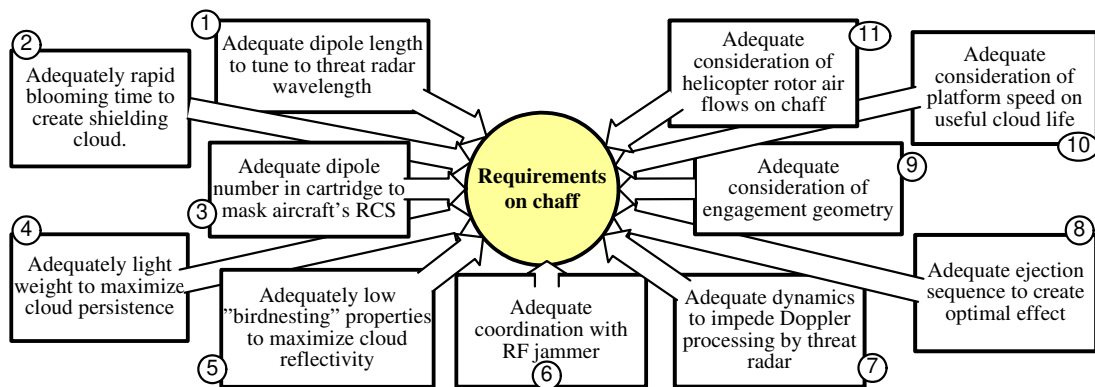 1
Adequate dipole length
to tune to threat radar
wavelength
2
Adequately rapid
blooming time to
create shielding
cloud.
Adequate dipole
number in cartridge to
mask aircraft's RCS
3
4
Adequately light
weight to maximize
cloud persistence
Adequately low
”birdnesting” properties
to maximize cloud
reflectivity
5
Adequate
coordination with
RF jammer
6
Adequate dynamics
to impede Doppler
processing by threat
radar
7
8
Adequate ejection
sequence to create
optimal effect
9
Adequate
consideration of
engagement geometry
Adequate
consideration of
platform speed on
useful cloud life
10
11
Adequate
consideration of
helicopter rotor air
flows on chaff
Requirements
on chaff